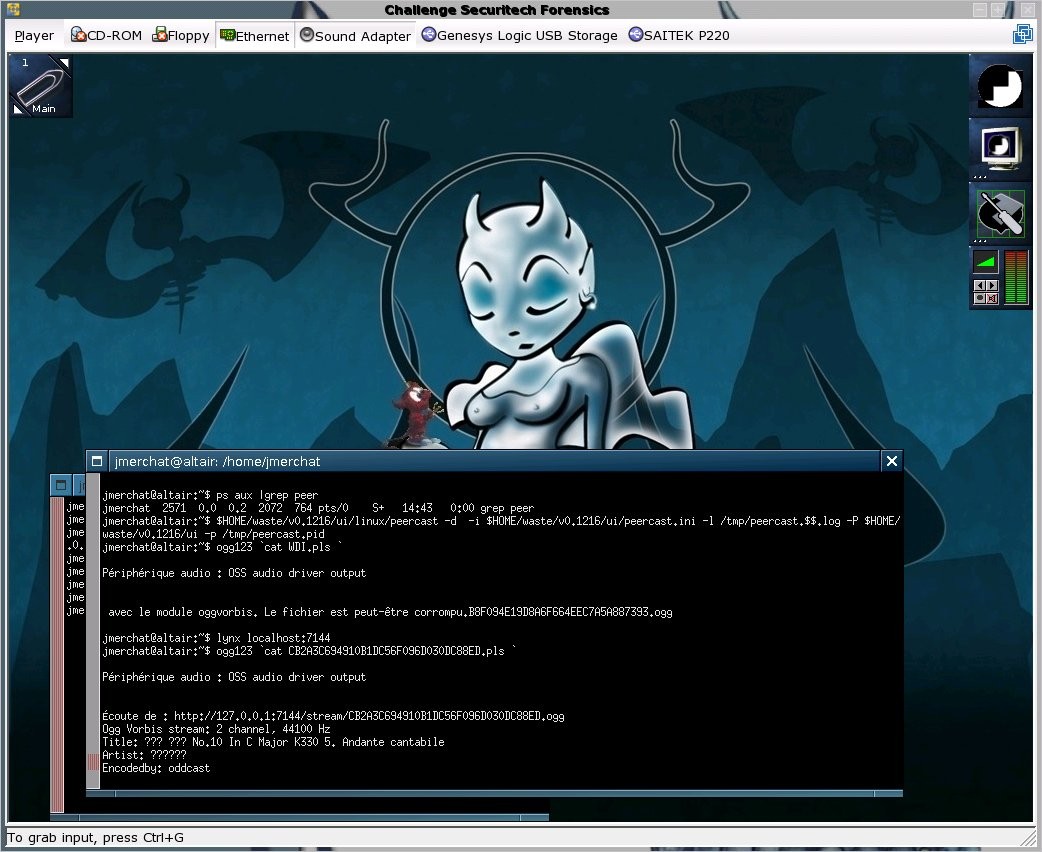 Challenge Securitech Forensics
Player CD-ROM Floppy Ethernet Sound Adapter Genesys Logic USB Storage SAITEK P220
1
Main
...
...
jmerchat@altair: /home/jmerchat
jmerchat@altair:~$ ps aux |grep peer
jmerchat 2571 0.0 0.2 2072 764 pts/0 S+ 14:43 0:00 grep peer
jmerchat@altair:~$ $HOME/waste/v0.1216/ui/linux/peercast -d -i $HOME/waste/v0.1216/ui/peercast.ini -l /tmp/peercast.$$.log -P $HOME/
waste/v0.1216/ui -p /tmp/peercast.pid
jmerchat@altair:~$ ogg123 `cat WDI.pls `
Périphérique audio : OSS audio driver output
avec le module oggvorbis. Le fichier est peut-être corrompu.B8F094E19D8A6F664EEC7A5A887393.ogg
jmerchat@altair:~$ lynx localhost:7144
jmerchat@altair:~$ ogg123 `cat CB2A3C694910B1DC56F096D030DC88ED.pls `
Périphérique audio : OSS audio driver output
Écoute de : http://127.0.0.1:7144/stream/CB2A3C694910B1DC56F096D030DC88ED.ogg
Ogg Vorbis stream: 2 channel, 44100 Hz
Title: ??? ??? No.10 In C Major K330 5. Andante cantabile
Artist: ??????
Encodedby: oddcast
j
jme
jme
jme
.0.
jme
jme
jme
jme
jme
To grab input, press Ctrl+G